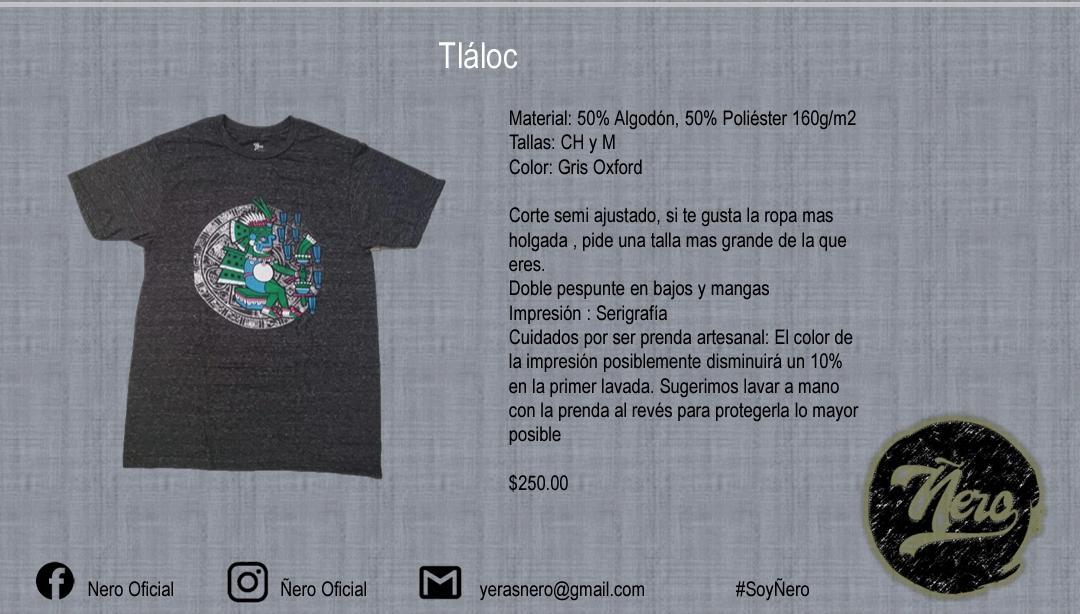 Tláloc
Material: 50% Algodón, 50% Poliéster 160g/m2
Tallas: CH y M
Color: Gris Oxford
Corte semi ajustado, si te gusta la ropa mas
holgada , pide una talla mas grande de la que
eres.
Doble pespunte en bajos y mangas
Impresión : Serigrafía
Cuidados por ser prenda artesanal: El color de
la impresión posiblemente disminuirá un 10%
en la primer lavada. Sugerimos lavar a mano
con la prenda al revés para protegerla lo mayor
posible
$250.00
Ñero
Nero Oficial
Ñero Oficial
yerasnero@gmail.com
#SoyÑero